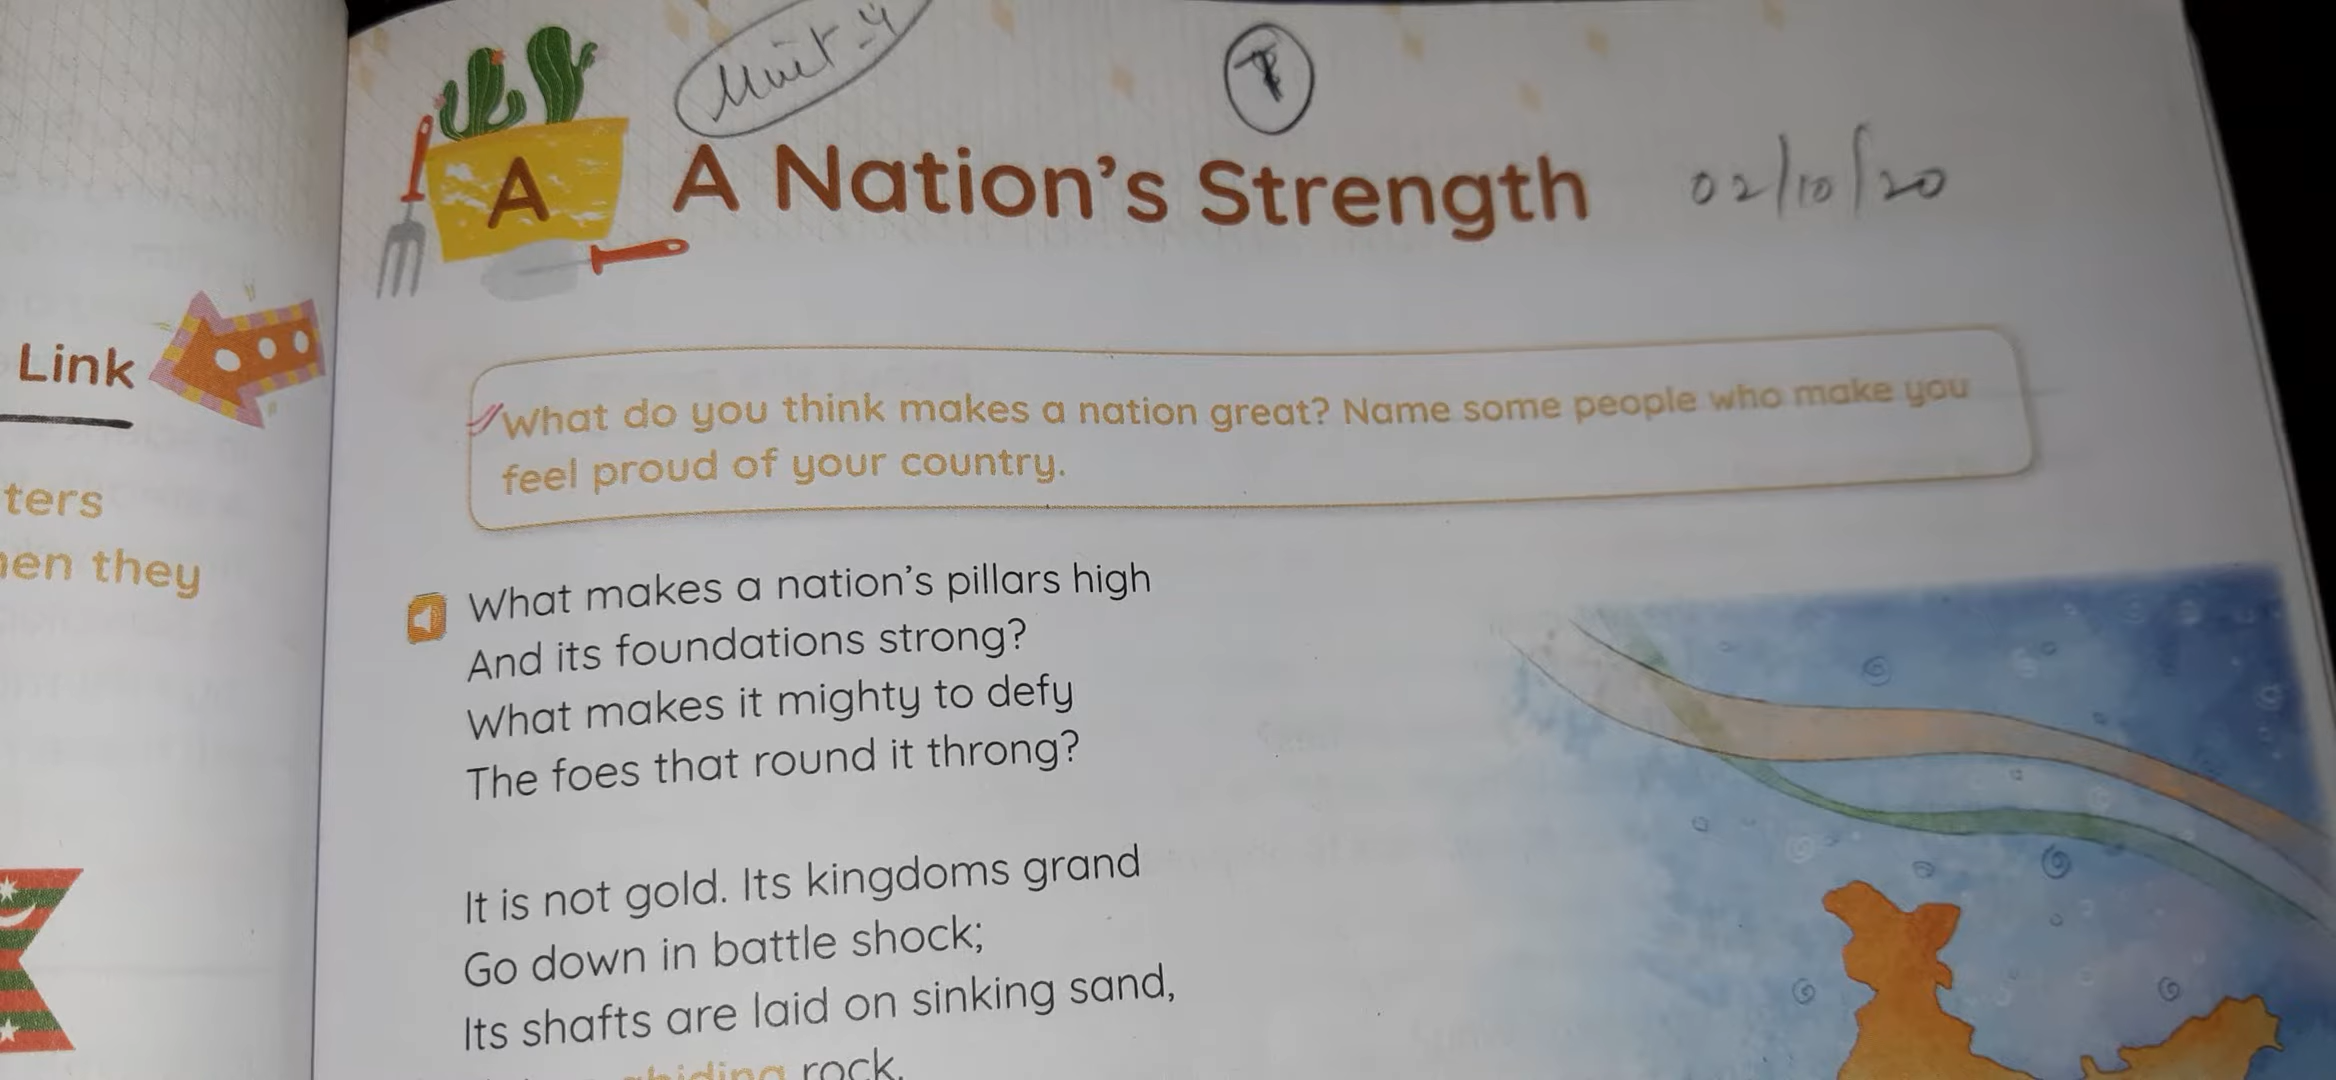 Unit-4
A
A Nation's Strength
02/10/20
Link
What do you think makes a nation great? Name some people who make you
feel proud of your country.
ters
en they
What makes a nation's pillars high
And its foundations strong?
What makes it mighty to defy
The foes that round it throng?
It is not gold. Its kingdoms grand
Go down in battle shock;
Its shafts are laid on sinking sand,
abiding rock.